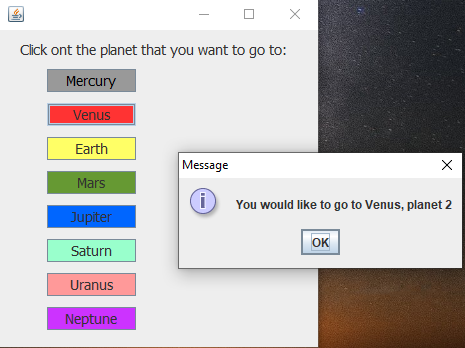 Click ont the planet that you want to go to:
Mercury
Venus
Earth
Mars
Jupiter
Saturn
Uranus
Neptune
Message
You would like to go to Venus, planet 2
OK